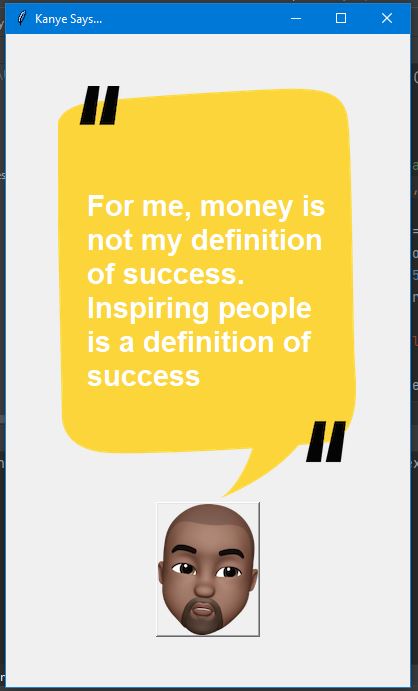 Kanye Says...
"
For me, money is
not my definition
of success.
Inspiring people
is a definition of
success
"